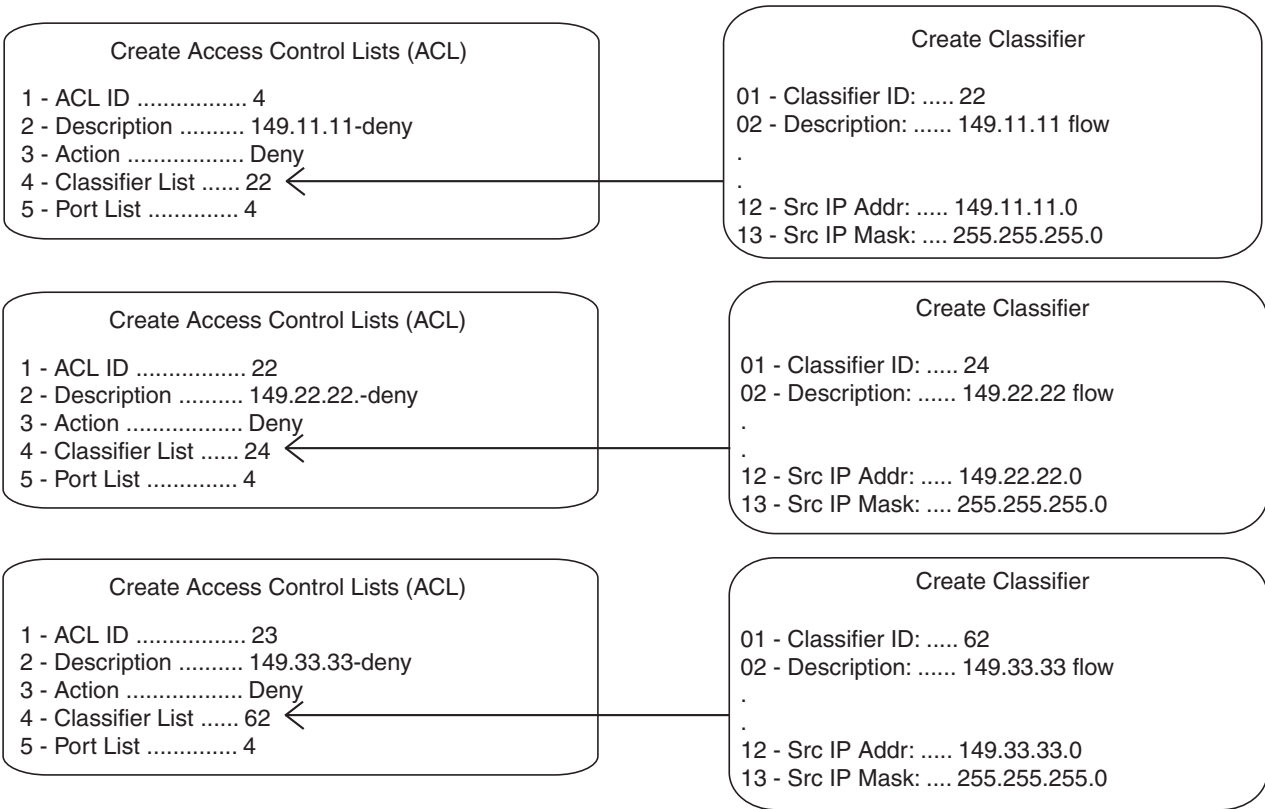 Create Access Control Lists (ACL)
1 - ACL ID ................. 4
2 - Description .......... 149.11.11-deny
3 - Action .................. Deny
4 - Classifier List ...... 22
5 - Port List .............. 4
Create Classifier
01 - Classifier ID: ..... 22
02 - Description: ...... 149.11.11 flow
.
.
12 - Src IP Addr: ..... 149.11.11.0
13 - Src IP Mask: .... 255.255.255.0
Create Access Control Lists (ACL)
1 - ACL ID ................. 22
2 - Description .......... 149.22.22.-deny
3 - Action .................. Deny
4 - Classifier List ...... 24
5 - Port List .............. 4
Create Classifier
01 - Classifier ID: ..... 24
02 - Description: ...... 149.22.22 flow
.
.
12 - Src IP Addr: ..... 149.22.22.0
13 - Src IP Mask: .... 255.255.255.0
Create Access Control Lists (ACL)
1 - ACL ID ................. 23
2 - Description .......... 149.33.33-deny
3 - Action .................. Deny
4 - Classifier List ...... 62
5 - Port List .............. 4
Create Classifier
01 - Classifier ID: ..... 62
02 - Description: ...... 149.33.33 flow
.
.
12 - Src IP Addr: ..... 149.33.33.0
13 - Src IP Mask: .... 255.255.255.0